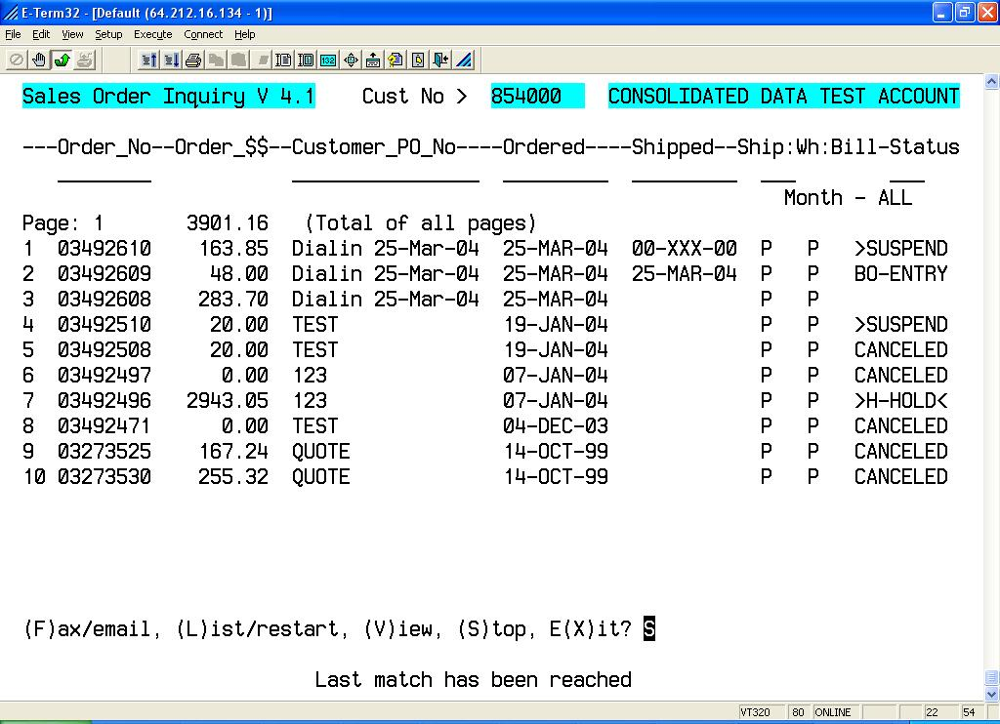 E-Term32 - [Default (64.212.16.134 - 1)]
File Edit View Setup Execute Connect Help
132
Sales Order Inquiry V 4.1 Cust No > 854000 CONSOLIDATED DATA TEST ACCOUNT
---Order_No--Order_$$--Customer_PO_No----Ordered----Shipped--Ship:Wh:Bill-Status
Month - ALL
Page: 1 3901.16 (Total of all pages)
1 03492610 163.85 Dialin 25-Mar-04 25-MAR-04 00-XXX-00 P P >SUSPEND
2 03492609 48.00 Dialin 25-Mar-04 25-MAR-04 25-MAR-04 P P BO-ENTRY
3 03492608 283.70 Dialin 25-Mar-04 25-MAR-04 P P
4 03492510 20.00 TEST 19-JAN-04 P P >SUSPEND
5 03492508 20.00 TEST 19-JAN-04 P P CANCELED
6 03492497 0.00 123 07-JAN-04 P P CANCELED
7 03492496 2943.05 123 07-JAN-04 P P >H-HOLD<
8 03492471 0.00 TEST 04-DEC-03 P P CANCELED
9 03273525 167.24 QUOTE 14-OCT-99 P P CANCELED
10 03273530 255.32 QUOTE 14-OCT-99 P P CANCELED
(F)ax/email, (L)ist/restart, (V)iew, (S)top, E(X)it? S
Last match has been reached
VT320 80 ONLINE 22 54